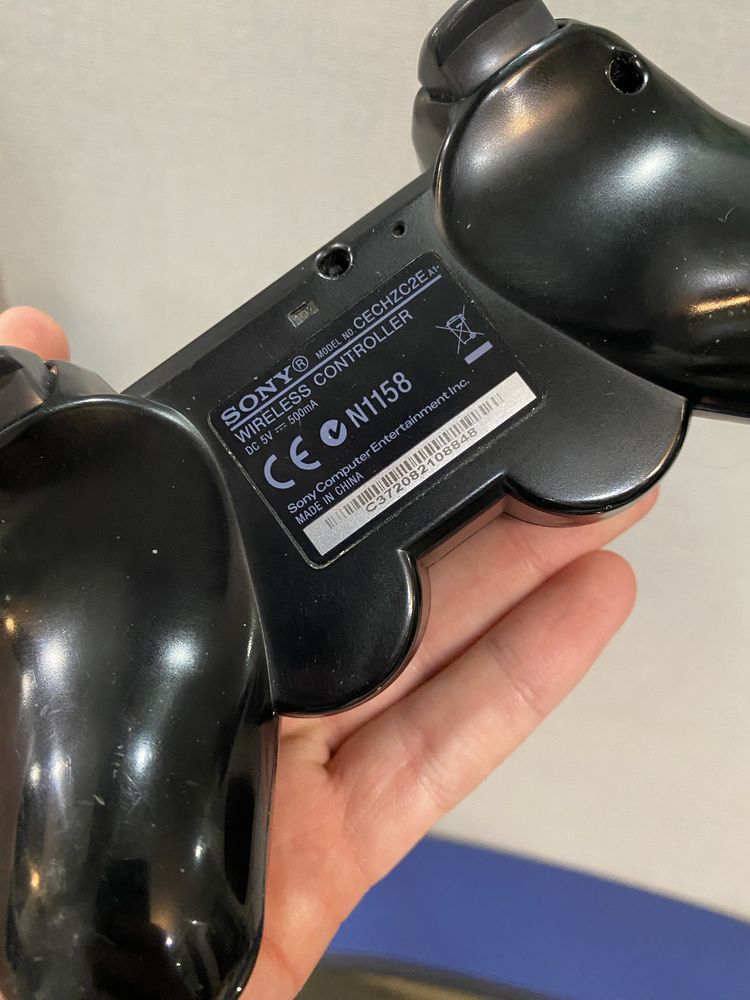 SONY® MODEL NO. CECHZC2E A1-
WIRELESS CONTROLLER
DC 5V ⎓ 500mA
CE N1158
Sony Computer Entertainment Inc.
MADE IN CHINA
C372082108848